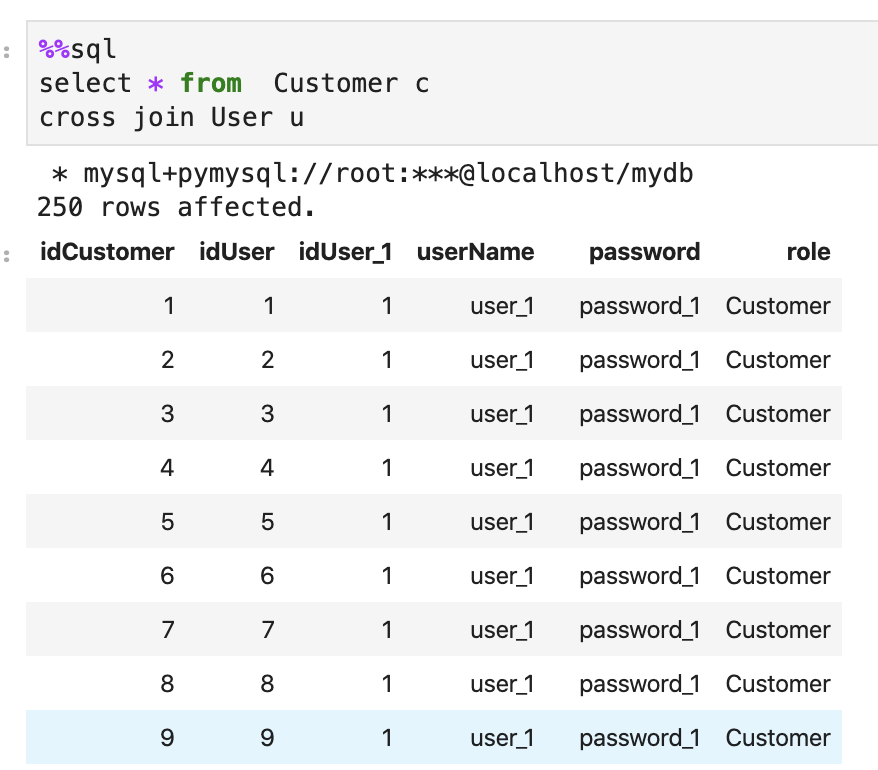 %%sql
select * from  Customer c
cross join User u
* mysql+pymysql://root:***@localhost/mydb
250 rows affected.
idCustomer idUser idUser_1 userName password role
1 1 1 user_1 password_1 Customer
2 2 1 user_1 password_1 Customer
3 3 1 user_1 password_1 Customer
4 4 1 user_1 password_1 Customer
5 5 1 user_1 password_1 Customer
6 6 1 user_1 password_1 Customer
7 7 1 user_1 password_1 Customer
8 8 1 user_1 password_1 Customer
9 9 1 user_1 password_1 Customer